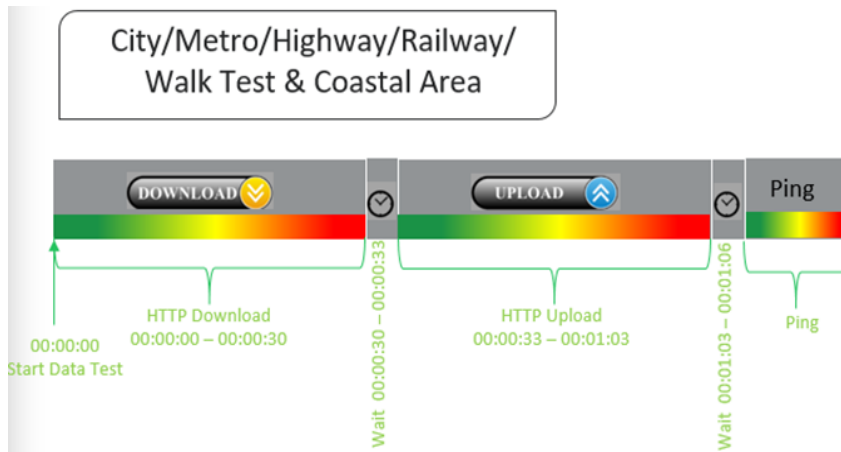 City/Metro/Highway/Railway/
Walk Test & Coastal Area
DOWNLOAD
UPLOAD
Ping
HTTP Download
00:00:00 – 00:00:30
00:00:00
Start Data Test
Wait 00:00:30 – 00:00:33
HTTP Upload
00:00:33 – 00:01:03
Wait 00:01:03 – 00:01:06
Ping